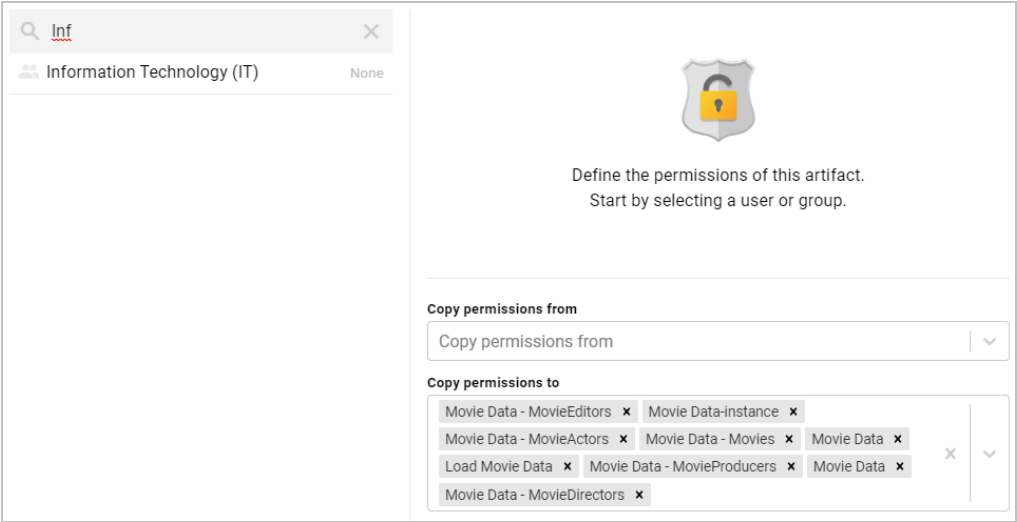 Inf
Information Technology (IT) None
Define the permissions of this artifact.
Start by selecting a user or group.
Copy permissions from
Copy permissions from
Copy permissions to
Movie Data - MovieEditors × Movie Data-instance ×
Movie Data - MovieActors × Movie Data - Movies × Movie Data ×
Load Movie Data × Movie Data - MovieProducers × Movie Data ×
Movie Data - MovieDirectors ×